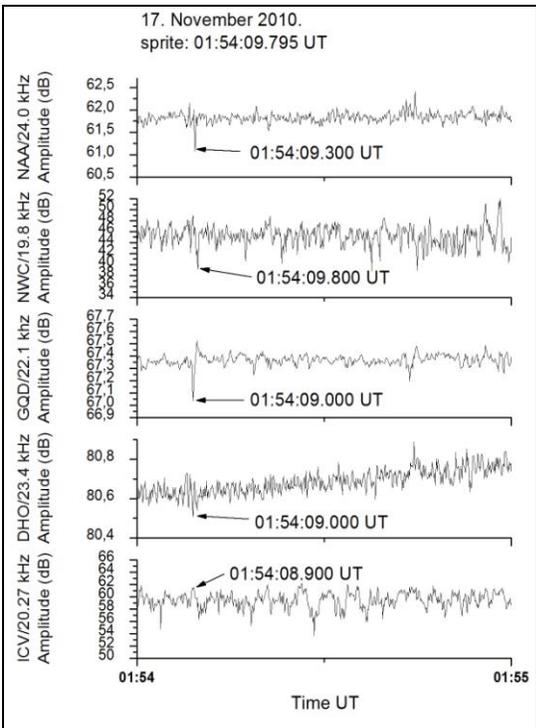 17. November 2010.
sprite: 01:54:09.795 UT
NAA/24.0 kHz
Amplitude (dB)
62,5
62,0
61,5
61,0
60,5
01:54:09.300 UT
NWC/19.8 kHz
Amplitude (dB)
52
50
48
46
44
42
40
38
36
34
01:54:09.800 UT
GQD/22.1 khz
Amplitude (dB)
67,7
67,6
67,5
67,4
67,3
67,2
67,1
67,0
66,9
01:54:09.000 UT
DHO/23.4 kHz
Amplitude (dB)
80,8
80,6
80,4
01:54:09.000 UT
ICV/20.27 kHz
Amplitude (dB)
66
64
62
60
58
56
54
52
50
01:54:08.900 UT
01:54
01:55
Time UT